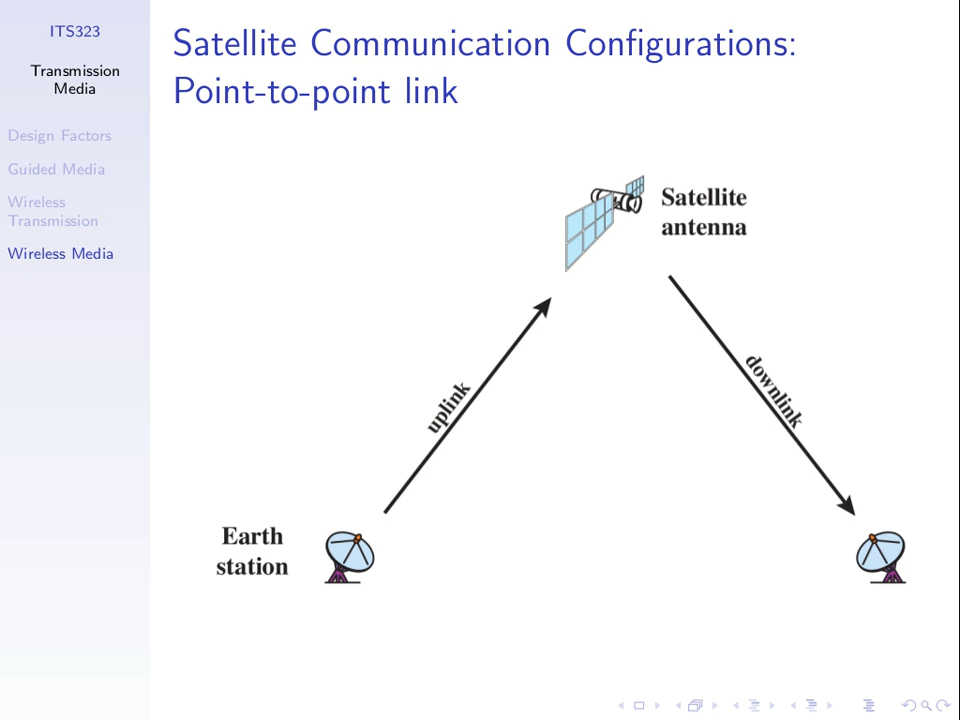 ITS323
Transmission
Media
Design Factors
Guided Media
Wireless
Transmission
Wireless Media
Satellite Communication Configurations:
Point-to-point link
Satellite
antenna
uplink
downlink
Earth
station